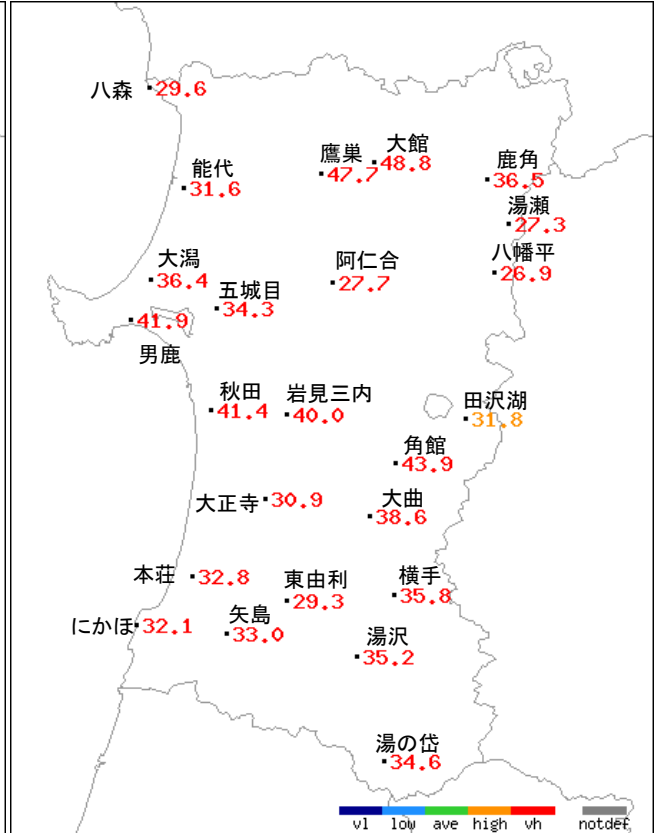 八森 29.6
大館 48.8
鷹巣 47.7
鹿角 36.5
能代 31.6
湯瀬 27.3
八幡平 26.9
大潟 36.4
阿仁合 27.7
五城目 34.3
41.9
男鹿
秋田 41.4
岩見三内 40.0
田沢湖 31.8
角館 43.9
大正寺 30.9
大曲 38.6
本荘 32.8
東由利 29.3
横手 35.8
にかほ 32.1
矢島 33.0
湯沢 35.2
湯の岱 34.6
vl low ave high vh notdef